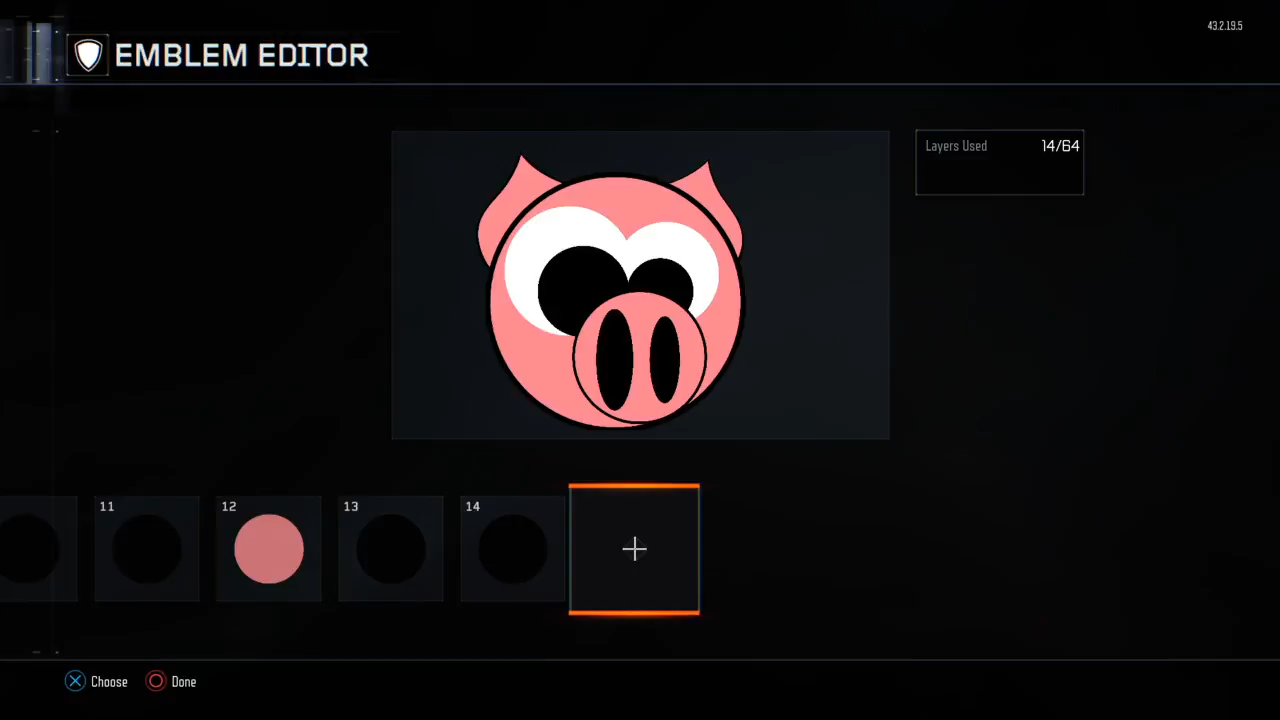 EMBLEM EDITOR
43.2.19.5
Layers Used 14/64
11 12 13 14
Choose Done